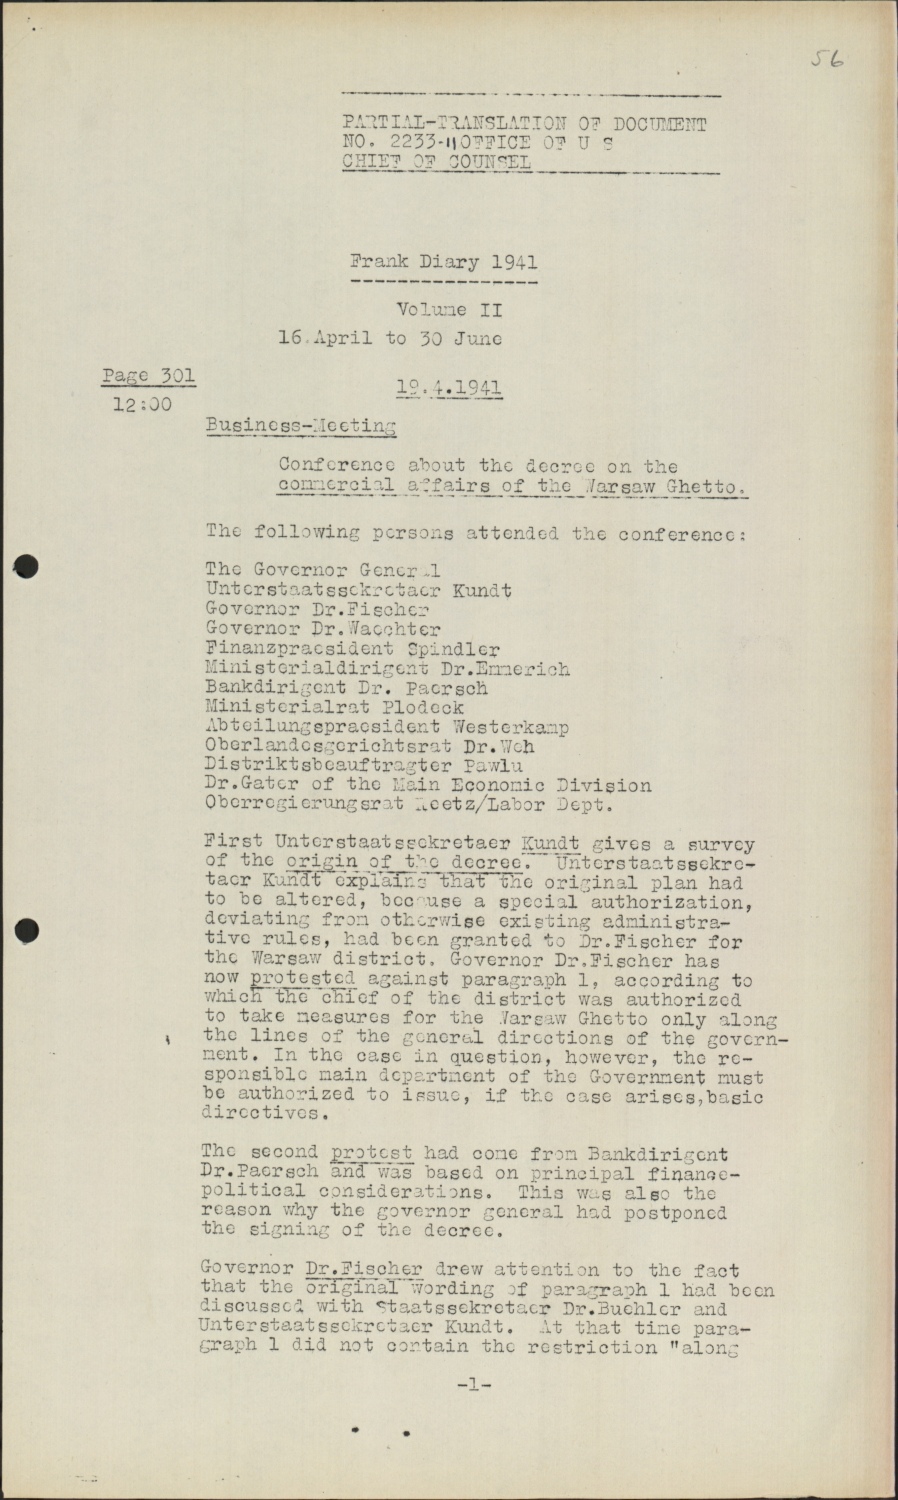 56
PARTIAL-TRANSLATION OF DOCUMENT
NO. 2233- OFFICE OF U S
CHIEF OF COUNSEL
Frank Diary 1941
Volume II
16.April to 30 June
Page 301
19.4.1941
12:00
Business-Meeting
Conference about the decree on the
commercial affairs of the Warsaw Ghetto.
The following persons attended the conference:
The Governor General
Unterstaatssekretaer Kundt
Governor Dr.Fischer
Governor Dr.Waechter
Finanzpraesident Spindler
Ministerialdirigent Dr.Emmerich
Bankdirigent Dr. Paersch
Ministerialrat Plodeck
Abteilungspraesident Westerkamp
Oberlandesgerichtsrat Dr.Weh
Distriktsbeauftragter Pawlu
Dr.Gater of the Main Economic Division
Oberregierungsrat /Labor Dept.
First Unterstaatssekretaer Kundt gives a survey
of the origin of the decree. Unterstaatssekre-
taer Kundt explains that the original plan had
to be altered, because a special authorization,
deviating from otherwise existing administra-
tive rules, had been granted to Dr.Fischer for
the Warsaw district. Governor Dr.Fischer has
now protested against paragraph 1, according to
which the chief of the district was authorized
to take measures for the Warsaw Ghetto only along
the lines of the general directions of the govern-
ment. In the case in question, however, the re-
sponsible main department of the Government must
be authorized to issue, if the case arises,basic
directives.
The second protest had come from Bankdirigent
Dr.Paersch and was based on principal finance-
political considerations. This was also the
reason why the governor general had postponed
the signing of the decree.
Governor Dr.Fischer drew attention to the fact
that the original wording of paragraph 1 had been
discussed with Staatssekretaer Dr.Buehler and
Unterstaatssekretaer Kundt. At that time para-
graph 1 did not contain the restriction "along
-1-